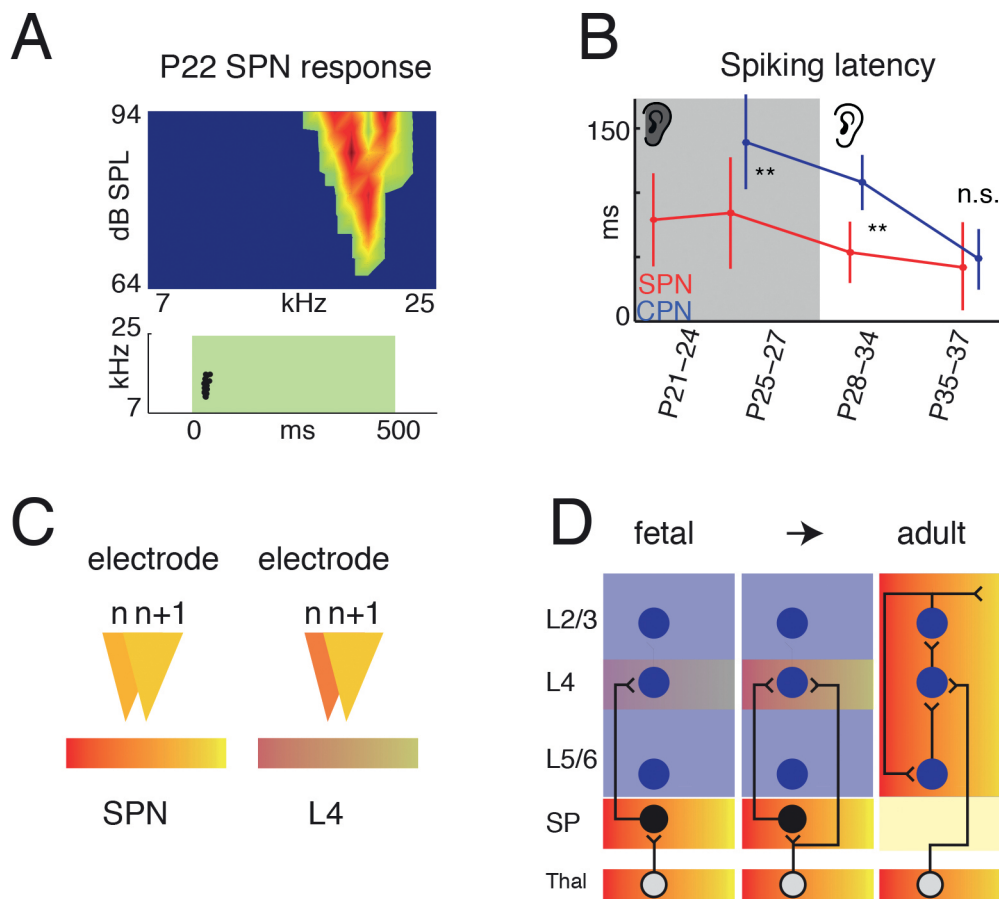 A
P22 SPN response
94
dB SPL
64
7 kHz 25
25
kHz
7
0 ms 500
B
Spiking latency
150
ms
0
**
**
n.s.
SPN
CPN
P21–24
P25–27
P28–34
P35–37
C
electrode electrode
n n+1 n n+1
SPN L4
D
fetal adult
L2/3
L4
L5/6
SP
Thal